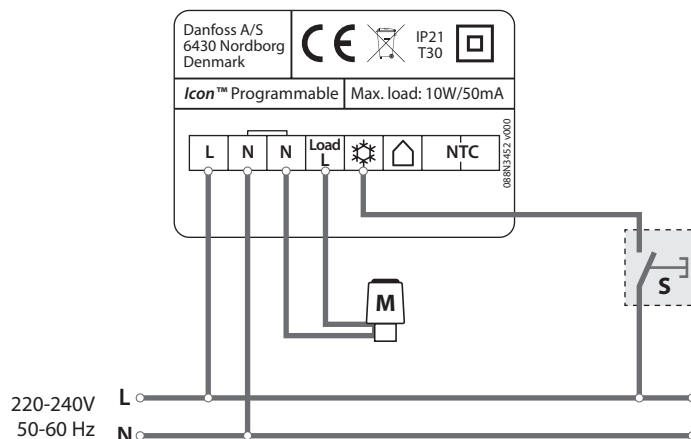 Danfoss A/S
6430 Nordborg
Denmark
CE
IP21
T30
Icon™ Programmable
Max. load: 10W/50mA
L N N Load L NTC
088N3452 v000
M
S
220-240V L
50-60 Hz N